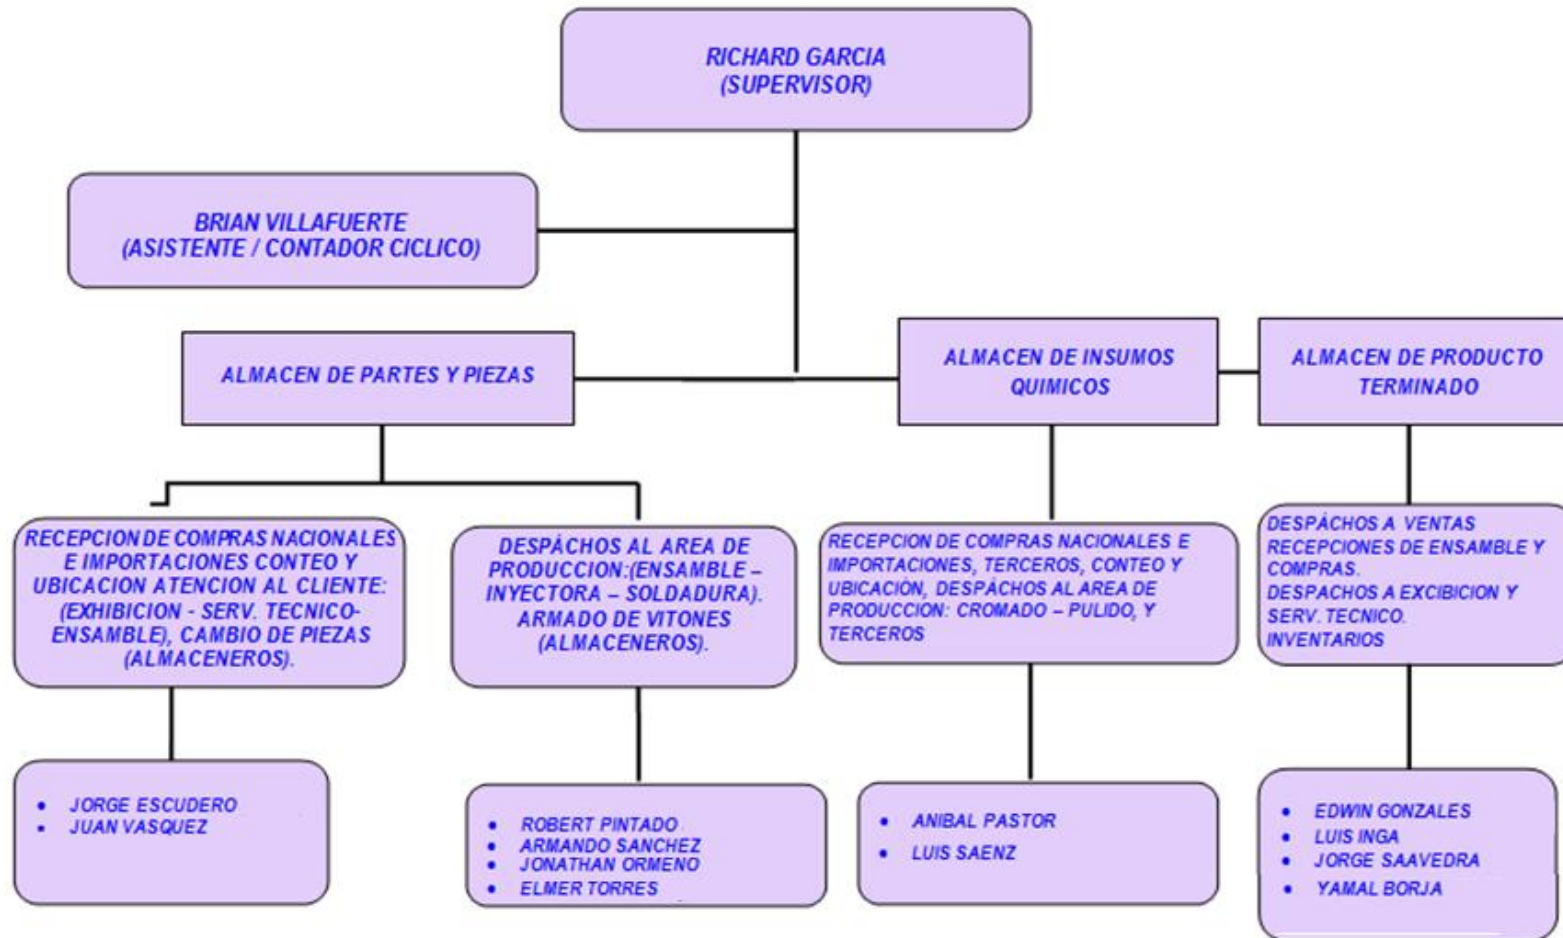 RICHARD GARCIA
(SUPERVISOR)
BRIAN VILLAFUERTE
(ASISTENTE / CONTADOR CICLICO)
ALMACEN DE PARTES Y PIEZAS
ALMACEN DE INSUMOS
QUIMICOS
ALMACEN DE PRODUCTO
TERMINADO
RECEPCION DE COMPRAS NACIONALES
E IMPORTACIONES CONTEO Y
UBICACION ATENCION AL CLIENTE:
(EXHIBICION - SERV. TECNICO-
ENSAMBLE), CAMBIO DE PIEZAS
(ALMACENEROS).
DESPÁCHOS AL AREA DE
PRODUCCION:(ENSAMBLE –
INYECTORA – SOLDADURA).
ARMADO DE VITONES
(ALMACENEROS).
RECEPCION DE COMPRAS NACIONALES E
IMPORTACIONES, TERCEROS, CONTEO Y
UBICACIÓN, DESPÁCHOS AL AREA DE
PRODUCCION: CROMADO – PULIDO, Y
TERCEROS
DESPÁCHOS A VENTAS
RECEPCIONES DE ENSAMBLE Y
COMPRAS.
DESPACHOS A EXCIBICION Y
SERV. TECNICO.
INVENTARIOS
• JORGE ESCUDERO
• JUAN VASQUEZ
• ROBERT PINTADO
• ARMANDO SANCHEZ
• JONATHAN ORMENO
• ELMER TORRES
• ANIBAL PASTOR
• LUIS SAENZ
• EDWIN GONZALES
• LUIS INGA
• JORGE SAAVEDRA
• YAMAL BORJA